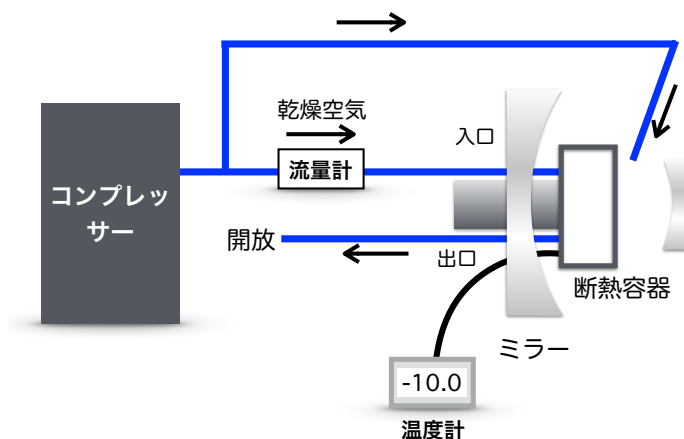 乾燥空気
入口
流量計
コンプレッ
サー
開放
出口
断熱容器
ミラー
-10.0
温度計